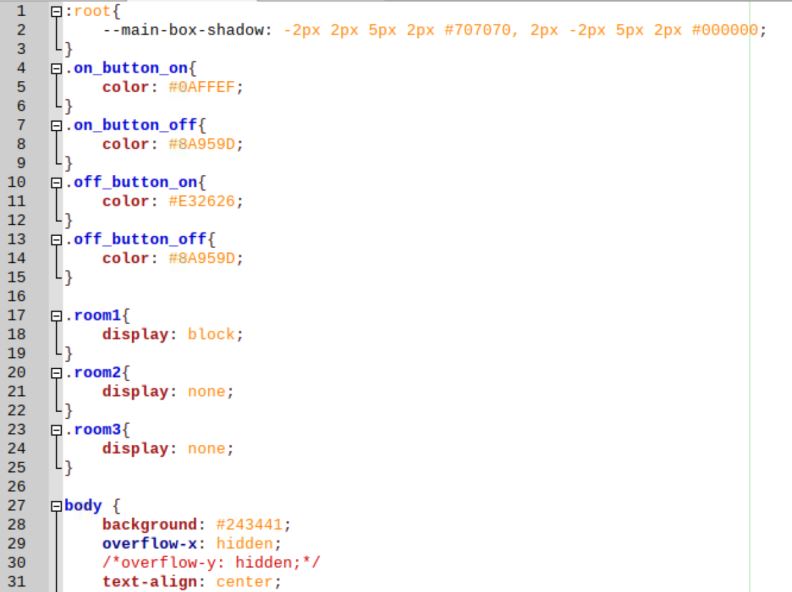 1 :root{
2 --main-box-shadow: -2px 2px 5px 2px #707070, 2px -2px 5px 2px #000000;
3 }
4 .on_button_on{
5 color: #0AFFEF;
6 }
7 .on_button_off{
8 color: #8A959D;
9 }
10 .off_button_on{
11 color: #E32626;
12 }
13 .off_button_off{
14 color: #8A959D;
15 }
16
17 .room1{
18 display: block;
19 }
20 .room2{
21 display: none;
22 }
23 .room3{
24 display: none;
25 }
26
27 body {
28 background: #243441;
29 overflow-x: hidden;
30 /*overflow-y: hidden;*/
31 text-align: center;